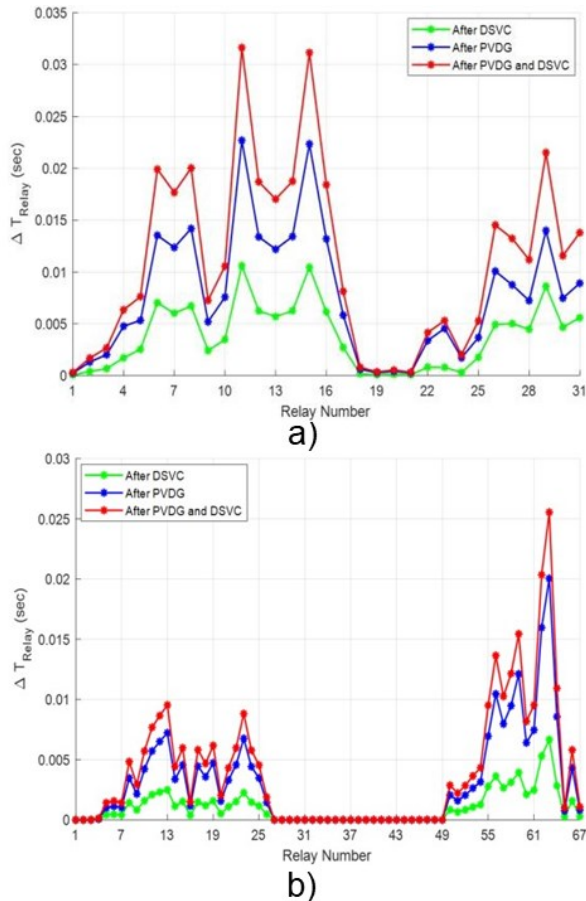 0.035
0.03
0.025
0.02
0.015
0.01
0.005
0
Δ T_Relay (sec)
After DSVC
After PVDG
After PVDG and DSVC
1 4 7 10 13 16 19 22 25 28 31
Relay Number
a)
0.03
0.025
0.02
0.015
0.01
0.005
0
Δ T_Relay (sec)
After DSVC
After PVDG
After PVDG and DSVC
1 7 13 19 25 31 37 43 49 55 61 67
Relay Number
b)